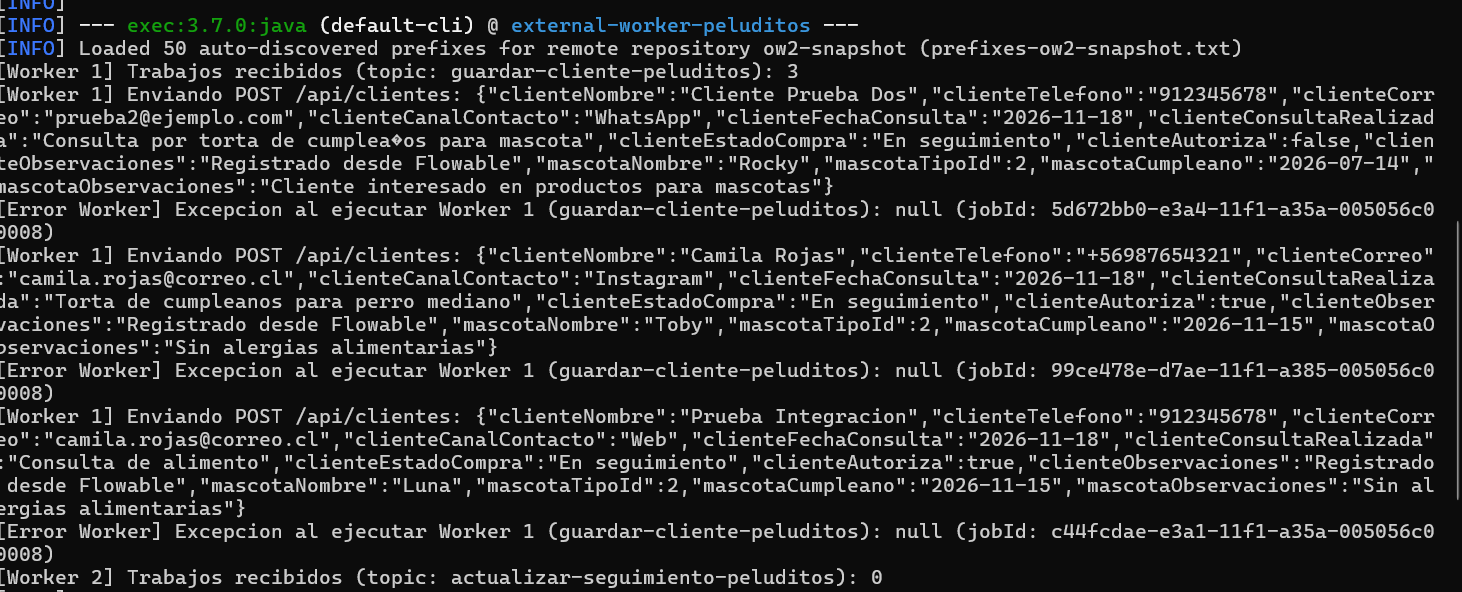 [INFO]
[INFO] --- exec:3.7.0:java (default-cli) @ external-worker-peluditos ---
[INFO] Loaded 50 auto-discovered prefixes for remote repository ow2-snapshot (prefixes-ow2-snapshot.txt)
[Worker 1] Trabajos recibidos (topic: guardar-cliente-peluditos): 3
[Worker 1] Enviando POST /api/clientes: {"clienteNombre":"Cliente Prueba Dos","clienteTelefono":"912345678","clienteCorr
eo":"prueba2@ejemplo.com","clienteCanalContacto":"WhatsApp","clienteFechaConsulta":"2026-11-18","clienteConsultaRealizad
a":"Consulta por torta de cumplea�os para mascota","clienteEstadoCompra":"En seguimiento","clienteAutoriza":false,"clien
teObservaciones":"Registrado desde Flowable","mascotaNombre":"Rocky","mascotaTipoId":2,"mascotaCumpleano":"2026-07-14","
mascotaObservaciones":"Cliente interesado en productos para mascotas"}
[Error Worker] Excepcion al ejecutar Worker 1 (guardar-cliente-peluditos): null (jobId: 5d672bb0-e3a4-11f1-a35a-005056c0
0008)
[Worker 1] Enviando POST /api/clientes: {"clienteNombre":"Camila Rojas","clienteTelefono":"+56987654321","clienteCorreo"
:"camila.rojas@correo.cl","clienteCanalContacto":"Instagram","clienteFechaConsulta":"2026-11-18","clienteConsultaRealiza
da":"Torta de cumpleanos para perro mediano","clienteEstadoCompra":"En seguimiento","clienteAutoriza":true,"clienteObser
vaciones":"Registrado desde Flowable","mascotaNombre":"Toby","mascotaTipoId":2,"mascotaCumpleano":"2026-11-15","mascotaO
bservaciones":"Sin alergias alimentarias"}
[Error Worker] Excepcion al ejecutar Worker 1 (guardar-cliente-peluditos): null (jobId: 99ce478e-d7ae-11f1-a385-005056c0
0008)
[Worker 1] Enviando POST /api/clientes: {"clienteNombre":"Prueba Integracion","clienteTelefono":"912345678","clienteCorr
eo":"camila.rojas@correo.cl","clienteCanalContacto":"Web","clienteFechaConsulta":"2026-11-18","clienteConsultaRealizada"
:"Consulta de alimento","clienteEstadoCompra":"En seguimiento","clienteAutoriza":true,"clienteObservaciones":"Registrado
 desde Flowable","mascotaNombre":"Luna","mascotaTipoId":2,"mascotaCumpleano":"2026-11-15","mascotaObservaciones":"Sin al
ergias alimentarias"}
[Error Worker] Excepcion al ejecutar Worker 1 (guardar-cliente-peluditos): null (jobId: c44fcdae-e3a1-11f1-a35a-005056c0
0008)
[Worker 2] Trabajos recibidos (topic: actualizar-seguimiento-peluditos): 0